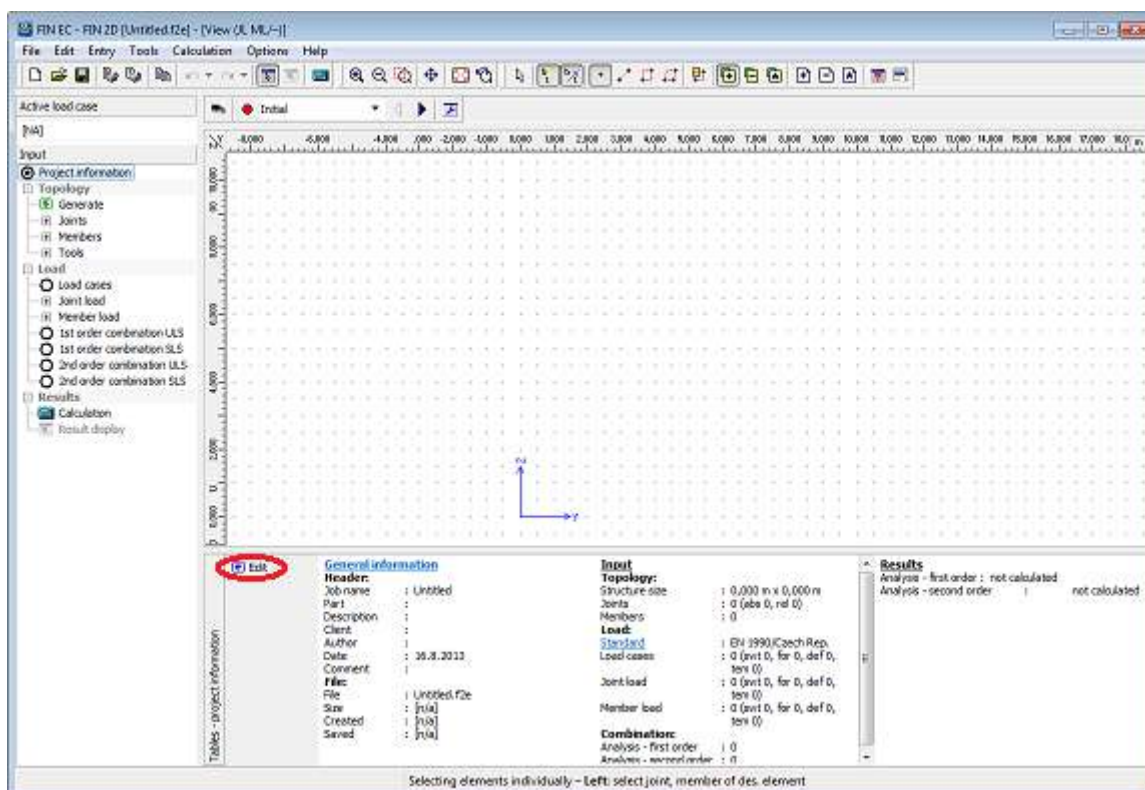 FIN EC - FIN 2D [Untitled.f2e] - [View (JL ML/--)]
File Edit Entry Tools Calculation Options Help
Active load case
Initial
[NA]
Input
Project information
Topology
Generate
Joints
Members
Tools
Load
Load cases
Joint load
Member load
1st order combination ULS
1st order combination SLS
2nd order combination ULS
2nd order combination SLS
Results
Calculation
Result display
Z
Y
Edit
Tables - project information
General information
Header:
Job name : Untitled
Part :
Description :
Client :
Author :
Date : 16.8.2013
Comment :
File:
File : Untitled.f2e
Size : [n/a]
Created : [n/a]
Saved : [n/a]
Input
Topology:
Structure size : 0,000 m x 0,000 m
Joints : 0 (abs 0, rel 0)
Members : 0
Load:
Standard : EN 1990/Czech Rep.
Load cases : 0 (swt 0, for 0, def 0,
tem 0)
Joint load : 0 (swt 0, for 0, def 0,
tem 0)
Member load : 0 (swt 0, for 0, def 0,
tem 0)
Combination:
Analysis - first order : 0
Analysis - second order : 0
Results
Analysis - first order : not calculated
Analysis - second order : not calculated
Selecting elements individually – Left: select joint, member of des. element